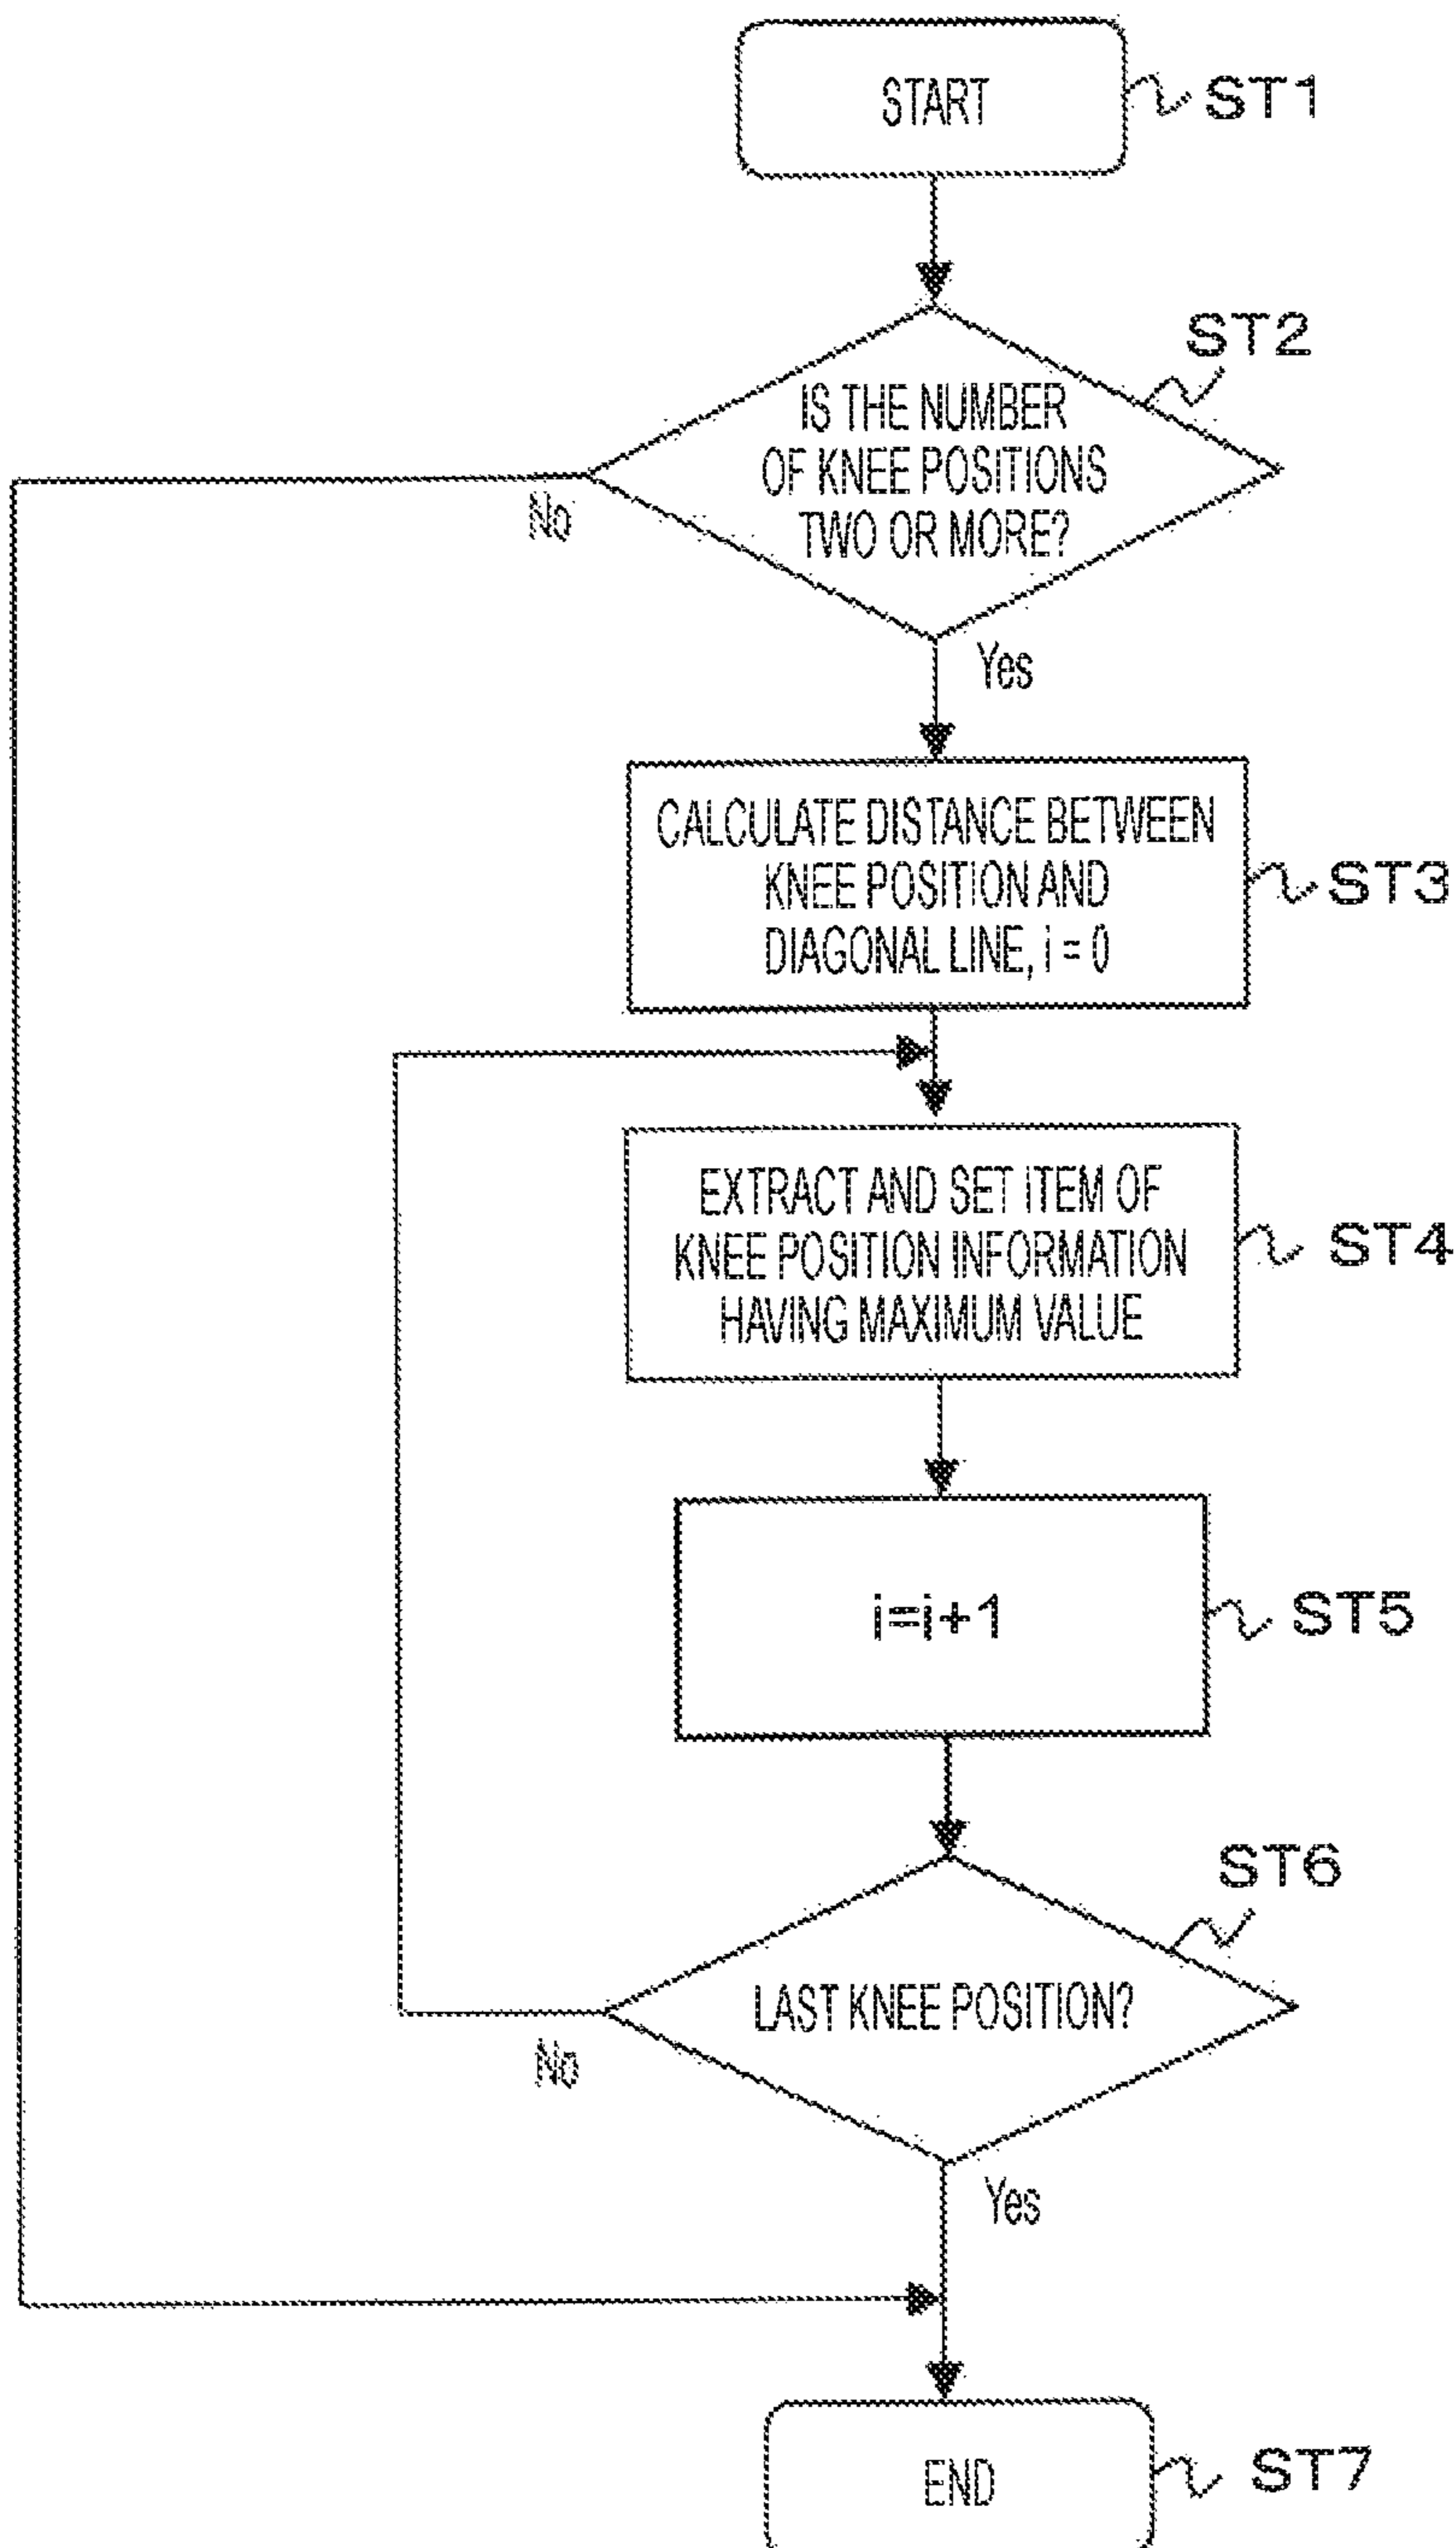 START
ST1
ST2
IS THE NUMBER
OF KNEE POSITIONS
TWO OR MORE?
No
Yes
CALCULATE DISTANCE BETWEEN
KNEE POSITION AND
DIAGONAL LINE, i = 0
ST3
EXTRACT AND SET ITEM OF
KNEE POSITION INFORMATION
HAVING MAXIMUM VALUE
ST4
i=i+1
ST5
ST6
LAST KNEE POSITION?
No
Yes
END
ST7